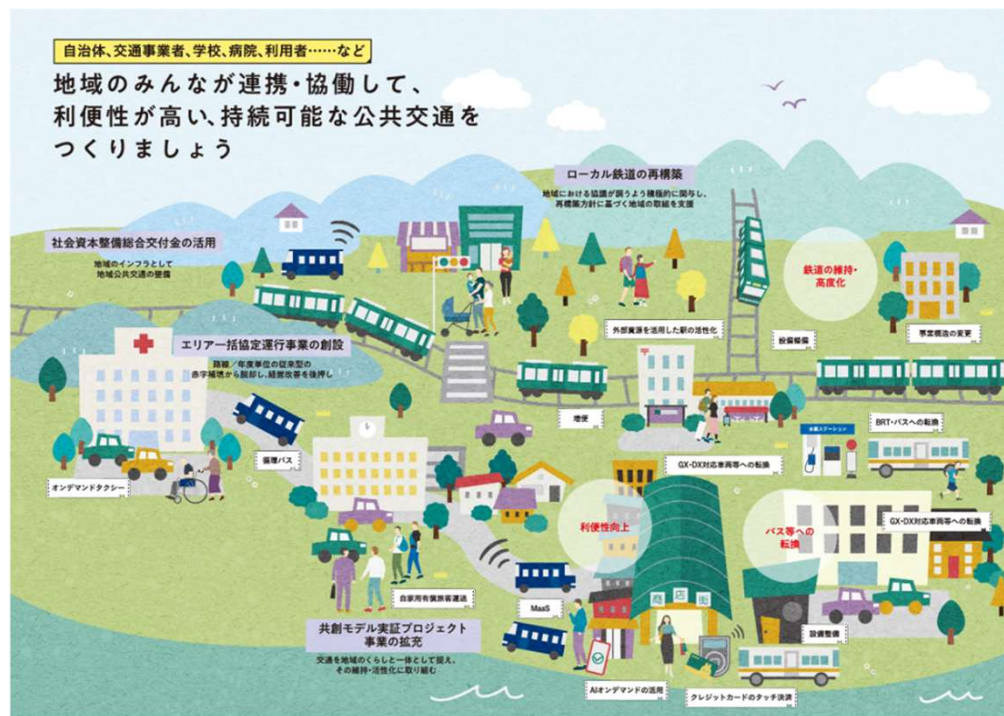 自治体、交通事業者、学校、病院、利用者……など
地域のみんなが連携・協働して、
利便性が高い、持続可能な公共交通を
つくりましょう
ローカル鉄道の再構築
地域における協議が調うよう積極的に関与し、
再構築方針に基づく地域の取組を支援
社会資本整備総合交付金の活用
地域のインフラとして
地域公共交通の整備
鉄道の維持・
高度化
外部資源を活用した駅の活性化
設備整備
事業構造の変更
エリア一括協定運行事業の創設
路線/年度単位の従来型の
赤字補填から脱却し、経営改善を後押し
増便
BRT・バスへの転換
水素ステーション
循環バス
GX・DX対応車両等への転換
オンデマンドタクシー
利便性向上
バス等への
転換
GX・DX対応車両等への転換
自家用有償旅客運送
MaaS
商店街
共創モデル実証プロジェクト
事業の拡充
交通を地域のくらしと一体として捉え、
その維持・活性化に取り組む
設備整備
AIオンデマンドの活用
クレジットカードのタッチ決済